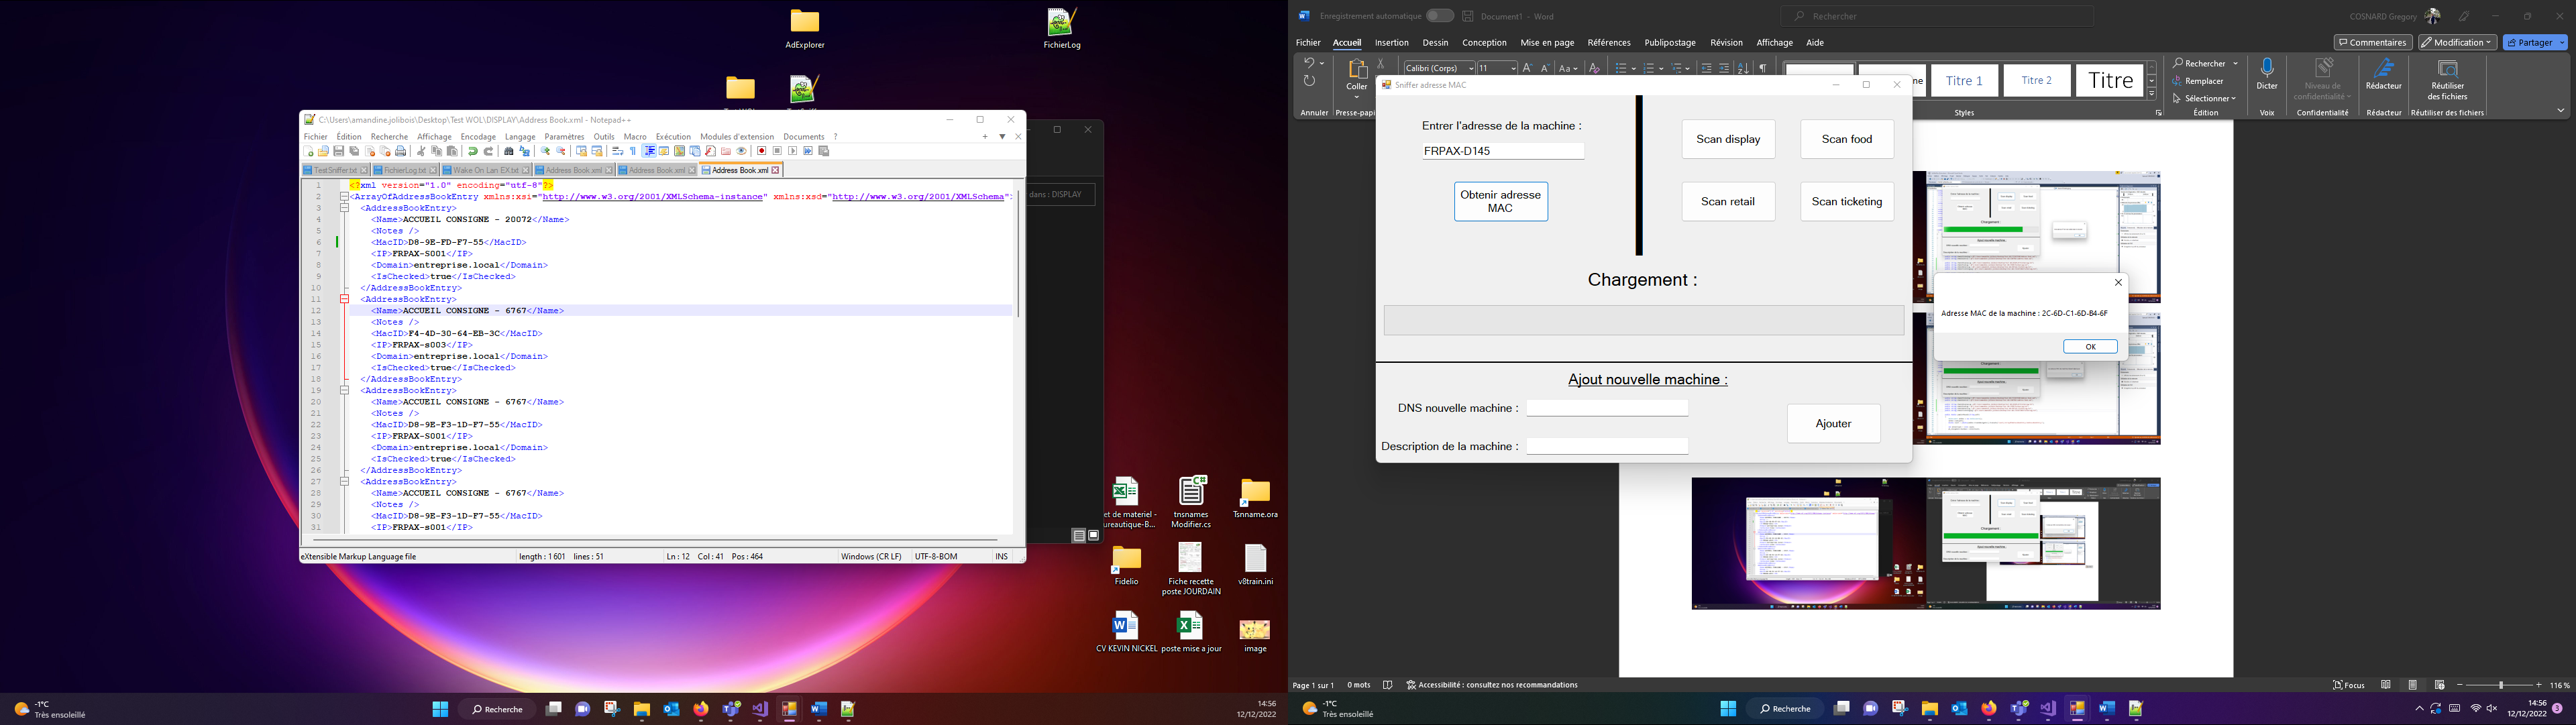 AdExplorer
FichierLog
C:\Users\amandine.jolibois\Desktop\Test WOL\DISPLAY\Address Book.xml - Notepad++
Fichier Édition Recherche Affichage Encodage Langage Paramètres Outils Macro Exécution Modules d'extension Documents ?
TestSniffer.txt FichierLog.txt Wake On Lan EX.txt Address Book.xml Address Book.xml Address Book.xml
1 <?xml version="1.0" encoding="utf-8"?>
2 <ArrayOfAddressBookEntry xmlns:xsi="http://www.w3.org/2001/XMLSchema-instance" xmlns:xsd="http://www.w3.org/2001/XMLSchema"
3 <AddressBookEntry>
4 <Name>ACCUEIL CONSIGNE - 20072</Name>
5 <Notes />
6 <MacID>D8-9E-FD-F7-55</MacID>
7 <IP>FRPAX-S001</IP>
8 <Domain>entreprise.local</Domain>
9 <IsChecked>true</IsChecked>
10 </AddressBookEntry>
11 <AddressBookEntry>
12 <Name>ACCUEIL CONSIGNE - 6767</Name>
13 <Notes />
14 <MacID>F4-4D-30-64-EB-3C</MacID>
15 <IP>FRPAX-s003</IP>
16 <Domain>entreprise.local</Domain>
17 <IsChecked>true</IsChecked>
18 </AddressBookEntry>
19 <AddressBookEntry>
20 <Name>ACCUEIL CONSIGNE - 6767</Name>
21 <Notes />
22 <MacID>D8-9E-F3-1D-F7-55</MacID>
23 <IP>FRPAX-S001</IP>
24 <Domain>entreprise.local</Domain>
25 <IsChecked>true</IsChecked>
26 </AddressBookEntry>
27 <AddressBookEntry>
28 <Name>ACCUEIL CONSIGNE - 6767</Name>
29 <Notes />
30 <MacID>D8-9E-F3-1D-F7-55</MacID>
31 <IP>FRPAX-s001</IP>
eXtensible Markup Language file length : 1 601 lines : 51 Ln : 12 Col : 41 Pos : 464 Windows (CR LF) UTF-8-BOM INS
dans : DISPLAY
et de materiel -
ureautique-B...
tnsnames
Modifier.cs
Tsnname.ora
Fidelio
Fiche recette
poste JOURDAIN
v8train.ini
CV KEVIN NICKEL
poste mise a jour
image
-1°C
Très ensoleillé
Recherche
14:56
12/12/2022
Enregistrement automatique
Document1 - Word
Rechercher
COSNARD Gregory
Fichier Accueil Insertion Dessin Conception Mise en page Références Publipostage Révision Affichage Aide
Commentaires Modification Partager
Coller
Calibri (Corps) 11
Titre 1 Titre 2 Titre
Rechercher
Remplacer
Sélectionner
Dicter
Niveau de
confidentialité
Rédacteur
Réutiliser
des fichiers
Annuler Presse-pap Styles Édition Voix Confidentialité Rédacteur Réutiliser des fichiers
Sniffer adresse MAC
Entrer l'adresse de la machine :
FRPAX-D145
Obtenir adresse
MAC
Scan display
Scan food
Scan retail
Scan ticketing
Chargement :
Ajout nouvelle machine :
DNS nouvelle machine :
Description de la machine :
Ajouter
Adresse MAC de la machine : 2C-6D-C1-6D-B4-6F
OK
Page 1 sur 1 0 mots Accessibilité : consultez nos recommandations
Focus
116 %
-1°C
Très ensoleillé
Recherche
14:56
12/12/2022
3